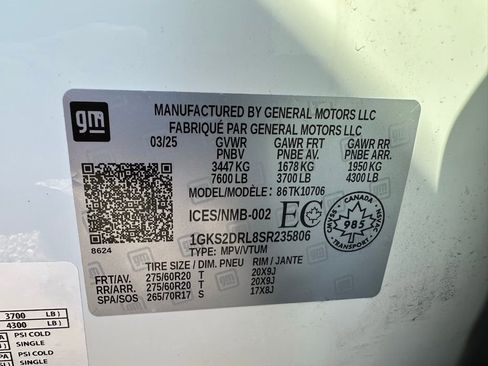 gm
MANUFACTURED BY GENERAL MOTORS LLC
FABRIQUÉ PAR GENERAL MOTORS LLC
03/25 GVWR GAWR FRT GAWR RR
PNBV PNBE AV. PNBE ARR.
3447 KG 1678 KG 1950 KG
7600 LB 3700 LB 4300 LB
MODEL/MODÈLE: 86TK10706
ICES/NMB-002 EC
CANADA
985
TRANSPORT
8624
1GKS2DRL8SR235806
TYPE: MPV/VTUM
TIRE SIZE / DIM. PNEU RIM / JANTE
FRT/AV. 275/60R20 T 20X9J
RR/ARR. 275/60R20 T 20X9J
SPA/SOS 265/70R17 S 17X8J
3700 LB)
4300 LB)
PSI COLD
SINGLE
PSI COLD
SINGLE